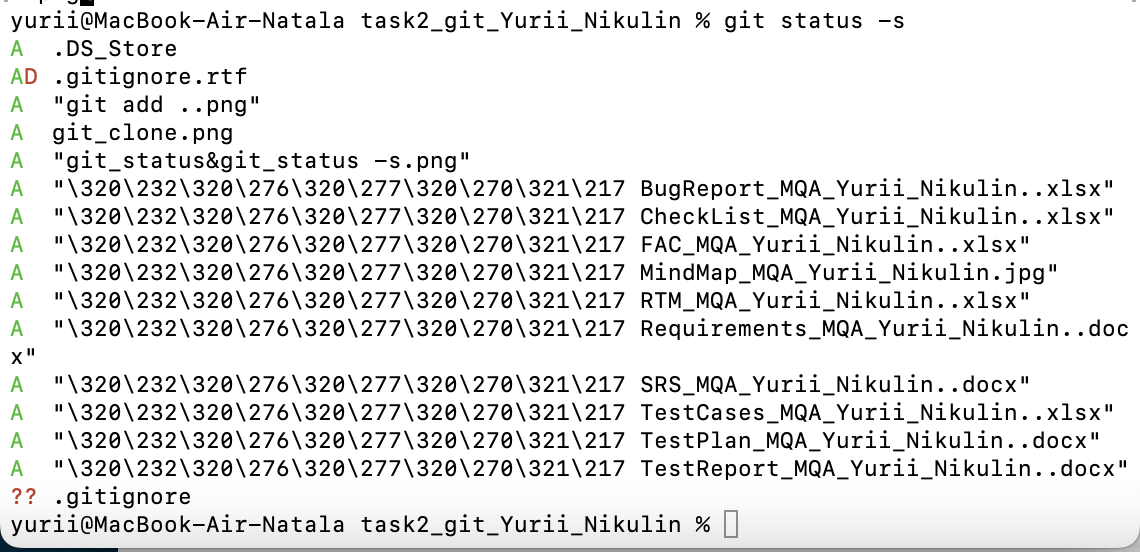 yurii@MacBook-Air-Natala task2_git_Yurii_Nikulin % git status -s
A  .DS_Store
AD .gitignore.rtf
A  "git add ..png"
A  git_clone.png
A  "git_status&git_status -s.png"
A  "\320\232\320\276\320\277\320\270\321\217 BugReport_MQA_Yurii_Nikulin..xlsx"
A  "\320\232\320\276\320\277\320\270\321\217 CheckList_MQA_Yurii_Nikulin..xlsx"
A  "\320\232\320\276\320\277\320\270\321\217 FAC_MQA_Yurii_Nikulin..xlsx"
A  "\320\232\320\276\320\277\320\270\321\217 MindMap_MQA_Yurii_Nikulin.jpg"
A  "\320\232\320\276\320\277\320\270\321\217 RTM_MQA_Yurii_Nikulin..xlsx"
A  "\320\232\320\276\320\277\320\270\321\217 Requirements_MQA_Yurii_Nikulin..doc
x"
A  "\320\232\320\276\320\277\320\270\321\217 SRS_MQA_Yurii_Nikulin..docx"
A  "\320\232\320\276\320\277\320\270\321\217 TestCases_MQA_Yurii_Nikulin..xlsx"
A  "\320\232\320\276\320\277\320\270\321\217 TestPlan_MQA_Yurii_Nikulin..docx"
A  "\320\232\320\276\320\277\320\270\321\217 TestReport_MQA_Yurii_Nikulin..docx"
?? .gitignore
yurii@MacBook-Air-Natala task2_git_Yurii_Nikulin %